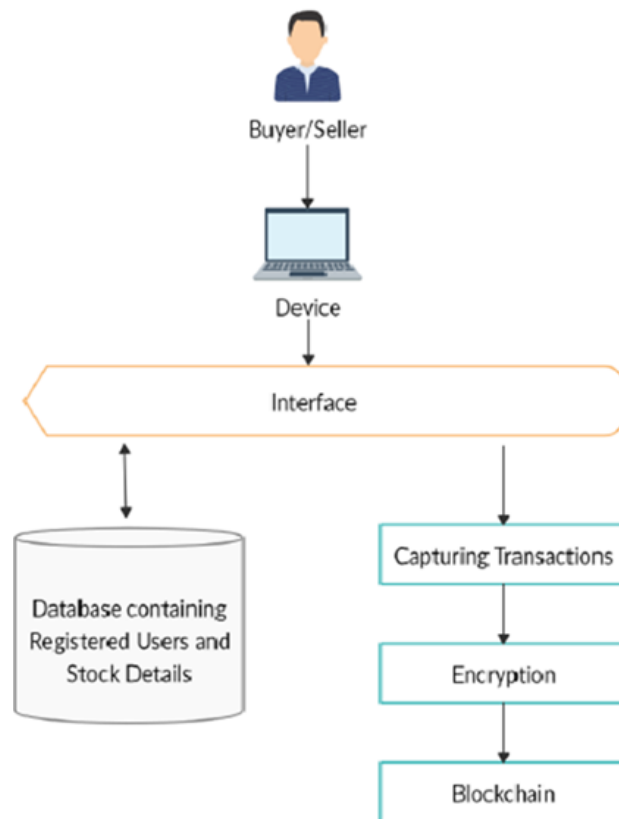 Buyer/Seller
Device
Interface
Database containing
Registered Users and
Stock Details
Capturing Transactions
Encryption
Blockchain